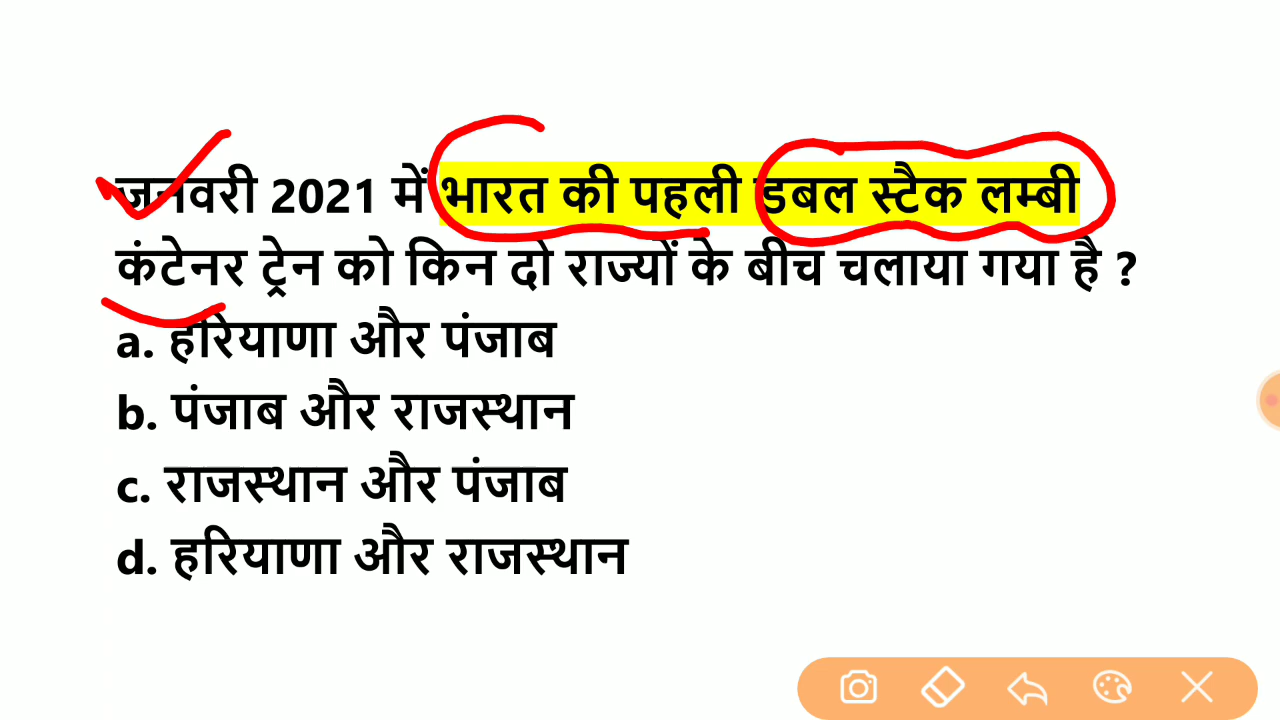 जनवरी 2021 में भारत की पहली डबल स्टैक लम्बी
कंटेनर ट्रेन को किन दो राज्यों के बीच चलाया गया है ?
a. हरियाणा और पंजाब
b. पंजाब और राजस्थान
c. राजस्थान और पंजाब
d. हरियाणा और राजस्थान